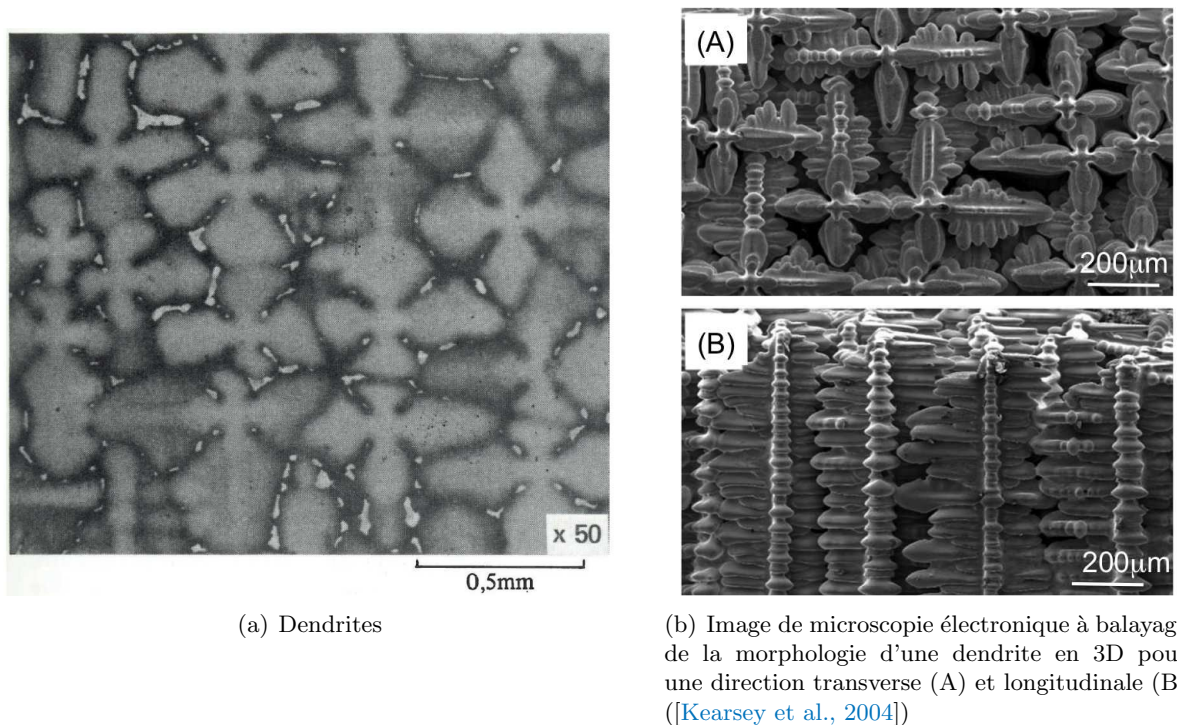 x 50
0,5mm
(a) Dendrites
(A)
200μm
(B)
200μm
(b) Image de microscopie électronique à balayag
de la morphologie d'une dendrite en 3D pou
une direction transverse (A) et longitudinale (B
([Kearsey et al., 2004])